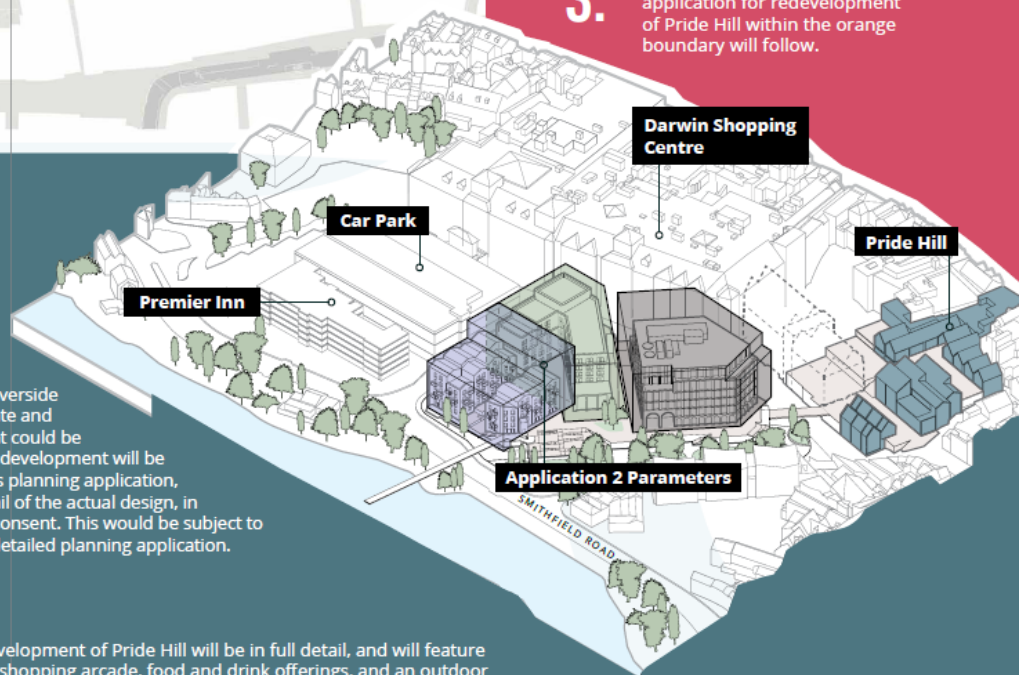 3.
application for redevelopment
of Pride Hill within the orange
boundary will follow.
Darwin Shopping
Centre
Car Park
Pride Hill
Premier Inn
Application 2 Parameters
SMITHFIELD ROAD
verside
te and
t could be
development will be
s planning application,
il of the actual design, in
onsent. This would be subject to
etailed planning application.
velopment of Pride Hill will be in full detail, and will feature
shopping arcade, food and drink offerings, and an outdoor